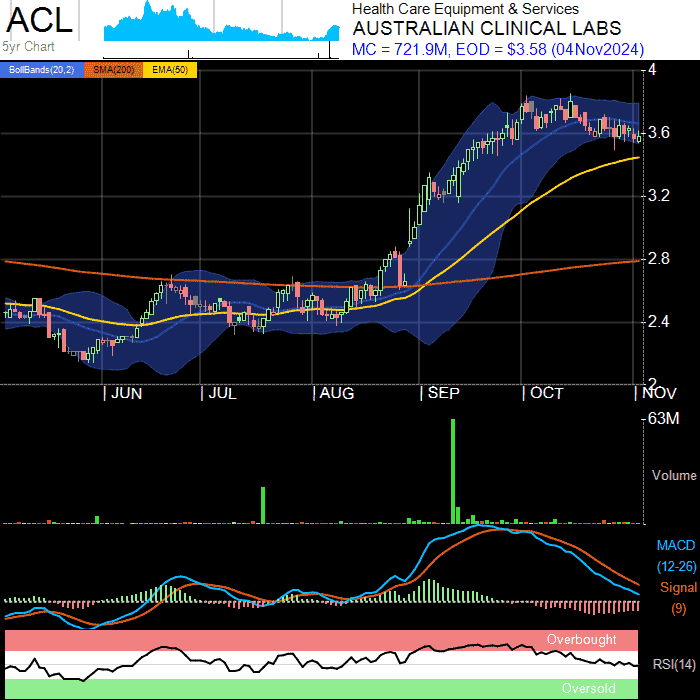 ACL
5yr Chart
Health Care Equipment & Services
AUSTRALIAN CLINICAL LABS
MC = 721.9M, EOD = $3.58 (04Nov2024)
BollBands(20,2) SMA(200) EMA(50)
4
3.6
3.2
2.8
2.4
2
JUN JUL AUG SEP OCT NOV
63M
Volume
MACD
(12-26)
Signal
(9)
Overbought
RSI(14)
Oversold